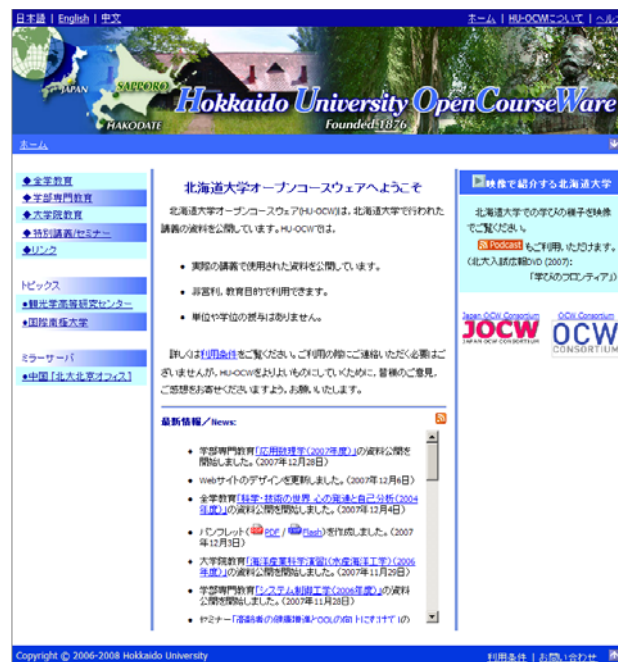 日本語 | English | 中文
ホーム | HU-OCWについて | ヘル
JAPAN
SAPPORO
HAKODATE
Hokkaido University OpenCourseWare
Founded 1876
ホーム
◆全学教育
◆学部専門教育
◆大学院教育
◆特別講義/セミナー
◆リンク
トピックス
●観光学高等研究センター
●国際南極大学
ミラーサーバ
●中国[北大北京オフィス]
北海道大学オープンコースウェアへようこそ
北海道大学オープンコースウェア(HU-OCW)は、北海道大学で行われた
講義の資料を公開しています。HU-OCWでは、
• 実際の講義で使用された資料を公開しています。
• 非営利、教育目的で利用できます。
• 単位や学位の授与はありません。
詳しくは利用条件をご覧ください。ご利用の際にご連絡いただく必要はご
ざいませんが、HU-OCWをよりよいものにしていくために、皆様のご意見、
ご感想をお寄せくださいますよう、お願いいたします。
最新情報/News:
• 学部専門教育「応用数理学(2007年度)」の資料公開を
開始しました。(2007年12月28日)
• Webサイトのデザインを更新しました。(2007年12月6日)
• 全学教育「科学・技術の世界 心の発達と自己分析(2004
年度)」の資料公開を開始しました。(2007年12月4日)
• パンフレット(PDF / Flash)を作成しました。(2007
年12月3日)
• 大学院教育「海洋産業科学演習I(水産海洋工学)(2006
年度)」の資料公開を開始しました。(2007年11月29日)
• 学部専門教育「システム制御工学(2006年度)」の資料
公開を開始しました。(2007年11月28日)
• セミナー「高齢者の健康増進とQOLの向上にむけて」の
映像で紹介する北海道大学
北海道大学での学びの様子を映像
でご覧ください。
Podcast もご利用いただけます。
(北大入試広報DVD (2007):
「学びのフロンティア」)
Japan OCW Consortium
JOCW
JAPAN OCW CONSORTIUM
OCW Consortium
OCW
CONSORTIUM
Copyright © 2006-2008 Hokkaido University
利用条件 | お問い合わせ